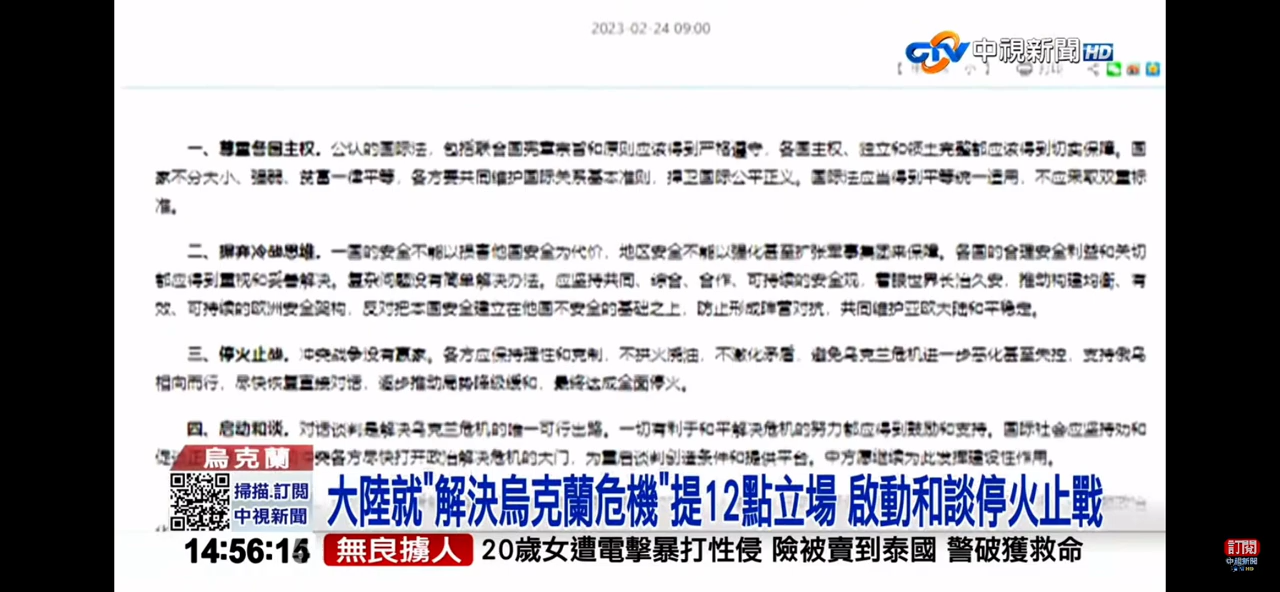 2023-02-24 09:00
CTV 中視新聞 HD
一、尊重各国主权。公认的国际法，包括联合国宪章宗旨和原则应该得到严格遵守，各国主权、独立和领土完整都应该得到切实保障。国
家不分大小、强弱、贫富一律平等，各方要共同维护国际关系基本准则，捍卫国际公平正义。国际法应当得到平等统一适用，不应采取双重标
准。
二、摒弃冷战思维。一国的安全不能以损害他国安全为代价，地区安全不能以强化甚至扩张军事集团来保障。各国的合理安全利益和关切
都应得到重视和妥善解决。复杂问题没有简单解决办法。应坚持共同、综合、合作、可持续的安全观，着眼世界长治久安，推动构建均衡、有
效、可持续的欧洲安全架构，反对把本国安全建立在他国不安全的基础之上，防止形成阵营对抗，共同维护亚欧大陆和平稳定。
三、停火止战。冲突战争没有赢家。各方应保持理性和克制，不拱火浇油，不激化矛盾，避免乌克兰危机进一步恶化甚至失控，支持俄乌
相向而行，尽快恢复直接对话，逐步推动局势降级缓和，最终达成全面停火。
四、启动和谈。对话谈判是解决乌克兰危机的唯一可行出路。一切有利于和平解决危机的努力都应得到鼓励和支持。国际社会应坚持劝和
突各方尽快打开政治解决危机的大门，为重启谈判创造条件和提供平台。中方愿继续为此发挥建设性作用。
烏克蘭
掃描.訂閱
中視新聞
大陸就"解決烏克蘭危機"提12點立場 啟動和談停火止戰
14:56:15
無良擄人
20歲女遭電擊暴打性侵 險被賣到泰國 警破獲救命
訂閱
中視新聞